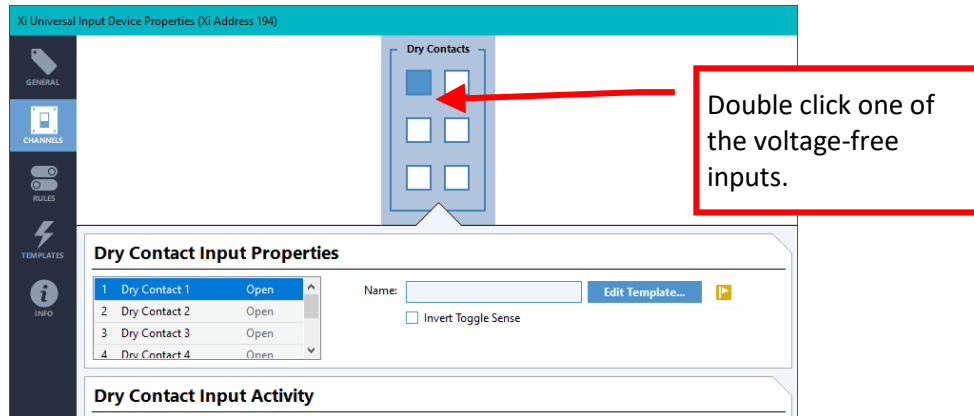 Xi Universal Input Device Properties (Xi Address 194)
GENERAL
CHANNELS
RULES
TEMPLATES
INFO
Dry Contacts
Double click one of
the voltage-free
inputs.
Dry Contact Input Properties
1 Dry Contact 1 Open
2 Dry Contact 2 Open
3 Dry Contact 3 Open
4 Dry Contact 4 Open
Name:
Edit Template...
Invert Toggle Sense
Dry Contact Input Activity